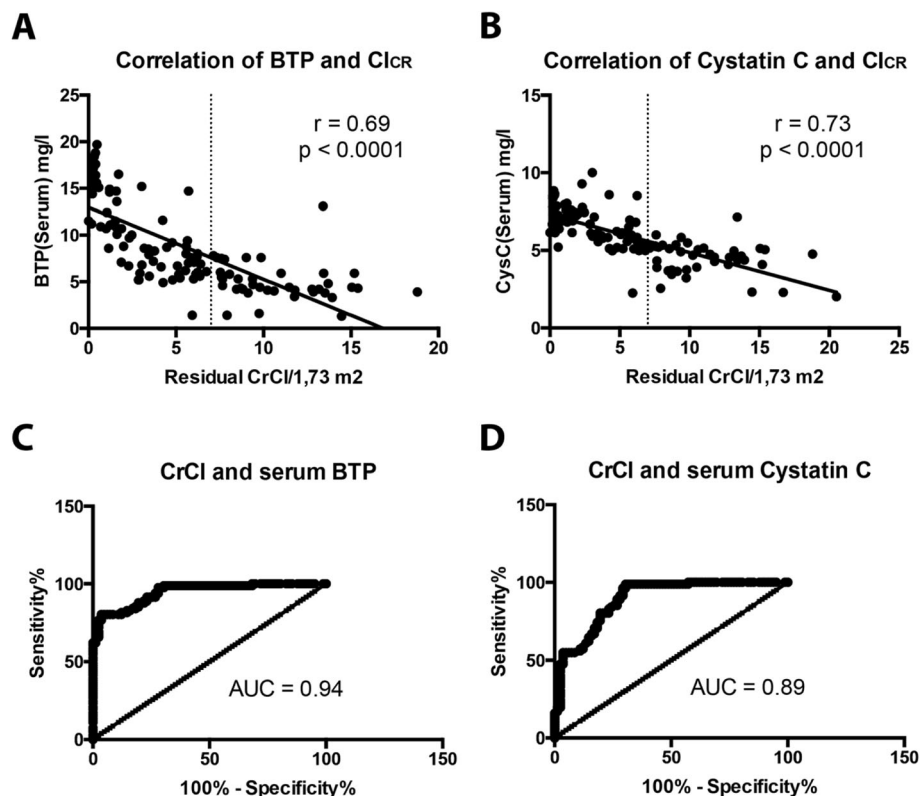 A
Correlation of BTP and ClCR
BTP(Serum) mg/l
25
20
15
10
5
0
r = 0.69
p < 0.0001
0 5 10 15 20
Residual CrCl/1,73 m2
B
Correlation of Cystatin C and ClCR
CysC(Serum) mg/l
15
10
5
0
r = 0.73
p < 0.0001
0 5 10 15 20 25
Residual CrCl/1,73 m2
C
CrCl and serum BTP
Sensitivity%
150
100
50
0
AUC = 0.94
0 50 100 150
100% - Specificity%
D
CrCl and serum Cystatin C
Sensitivity%
150
100
50
0
AUC = 0.89
0 50 100 150
100% - Specificity%